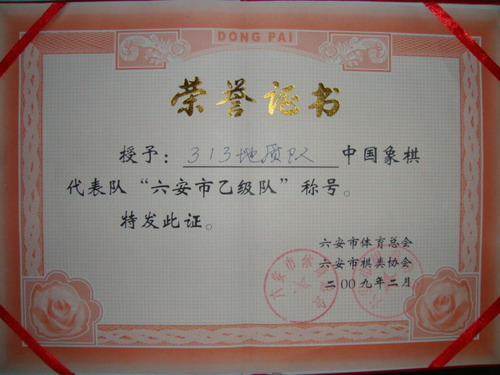 DONG PAI
荣誉证书
授予：313地质队 中国象棋
代表队“六安市乙级队”称号。
特发此证。
六安市体育总会
六安市棋类协会
二00九年二月